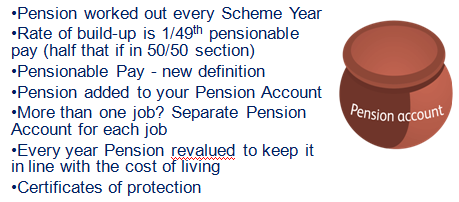 •Pension worked out every Scheme Year
•Rate of build-up is 1/49th pensionable
pay (half that if in 50/50 section)
•Pensionable Pay - new definition
•Pension added to your Pension Account
•More than one job? Separate Pension
Account for each job
•Every year Pension revalued to keep it
in line with the cost of living
•Certificates of protection
Pension account